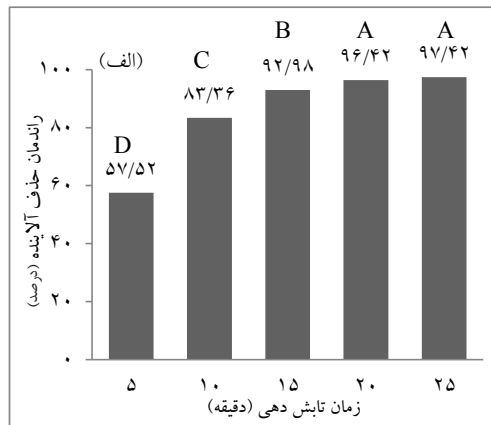 (الف)
D
۵۷/۵۲
C
۸۳/۳۶
B
۹۲/۹۸
A
۹۶/۴۲
A
۹۷/۴۲
۱۰۰
۸۰
۶۰
۴۰
۲۰
۰
راندمان حذف آلاینده (درصد)
۵ ۱۰ ۱۵ ۲۰ ۲۵
زمان تابش دهی (دقیقه)